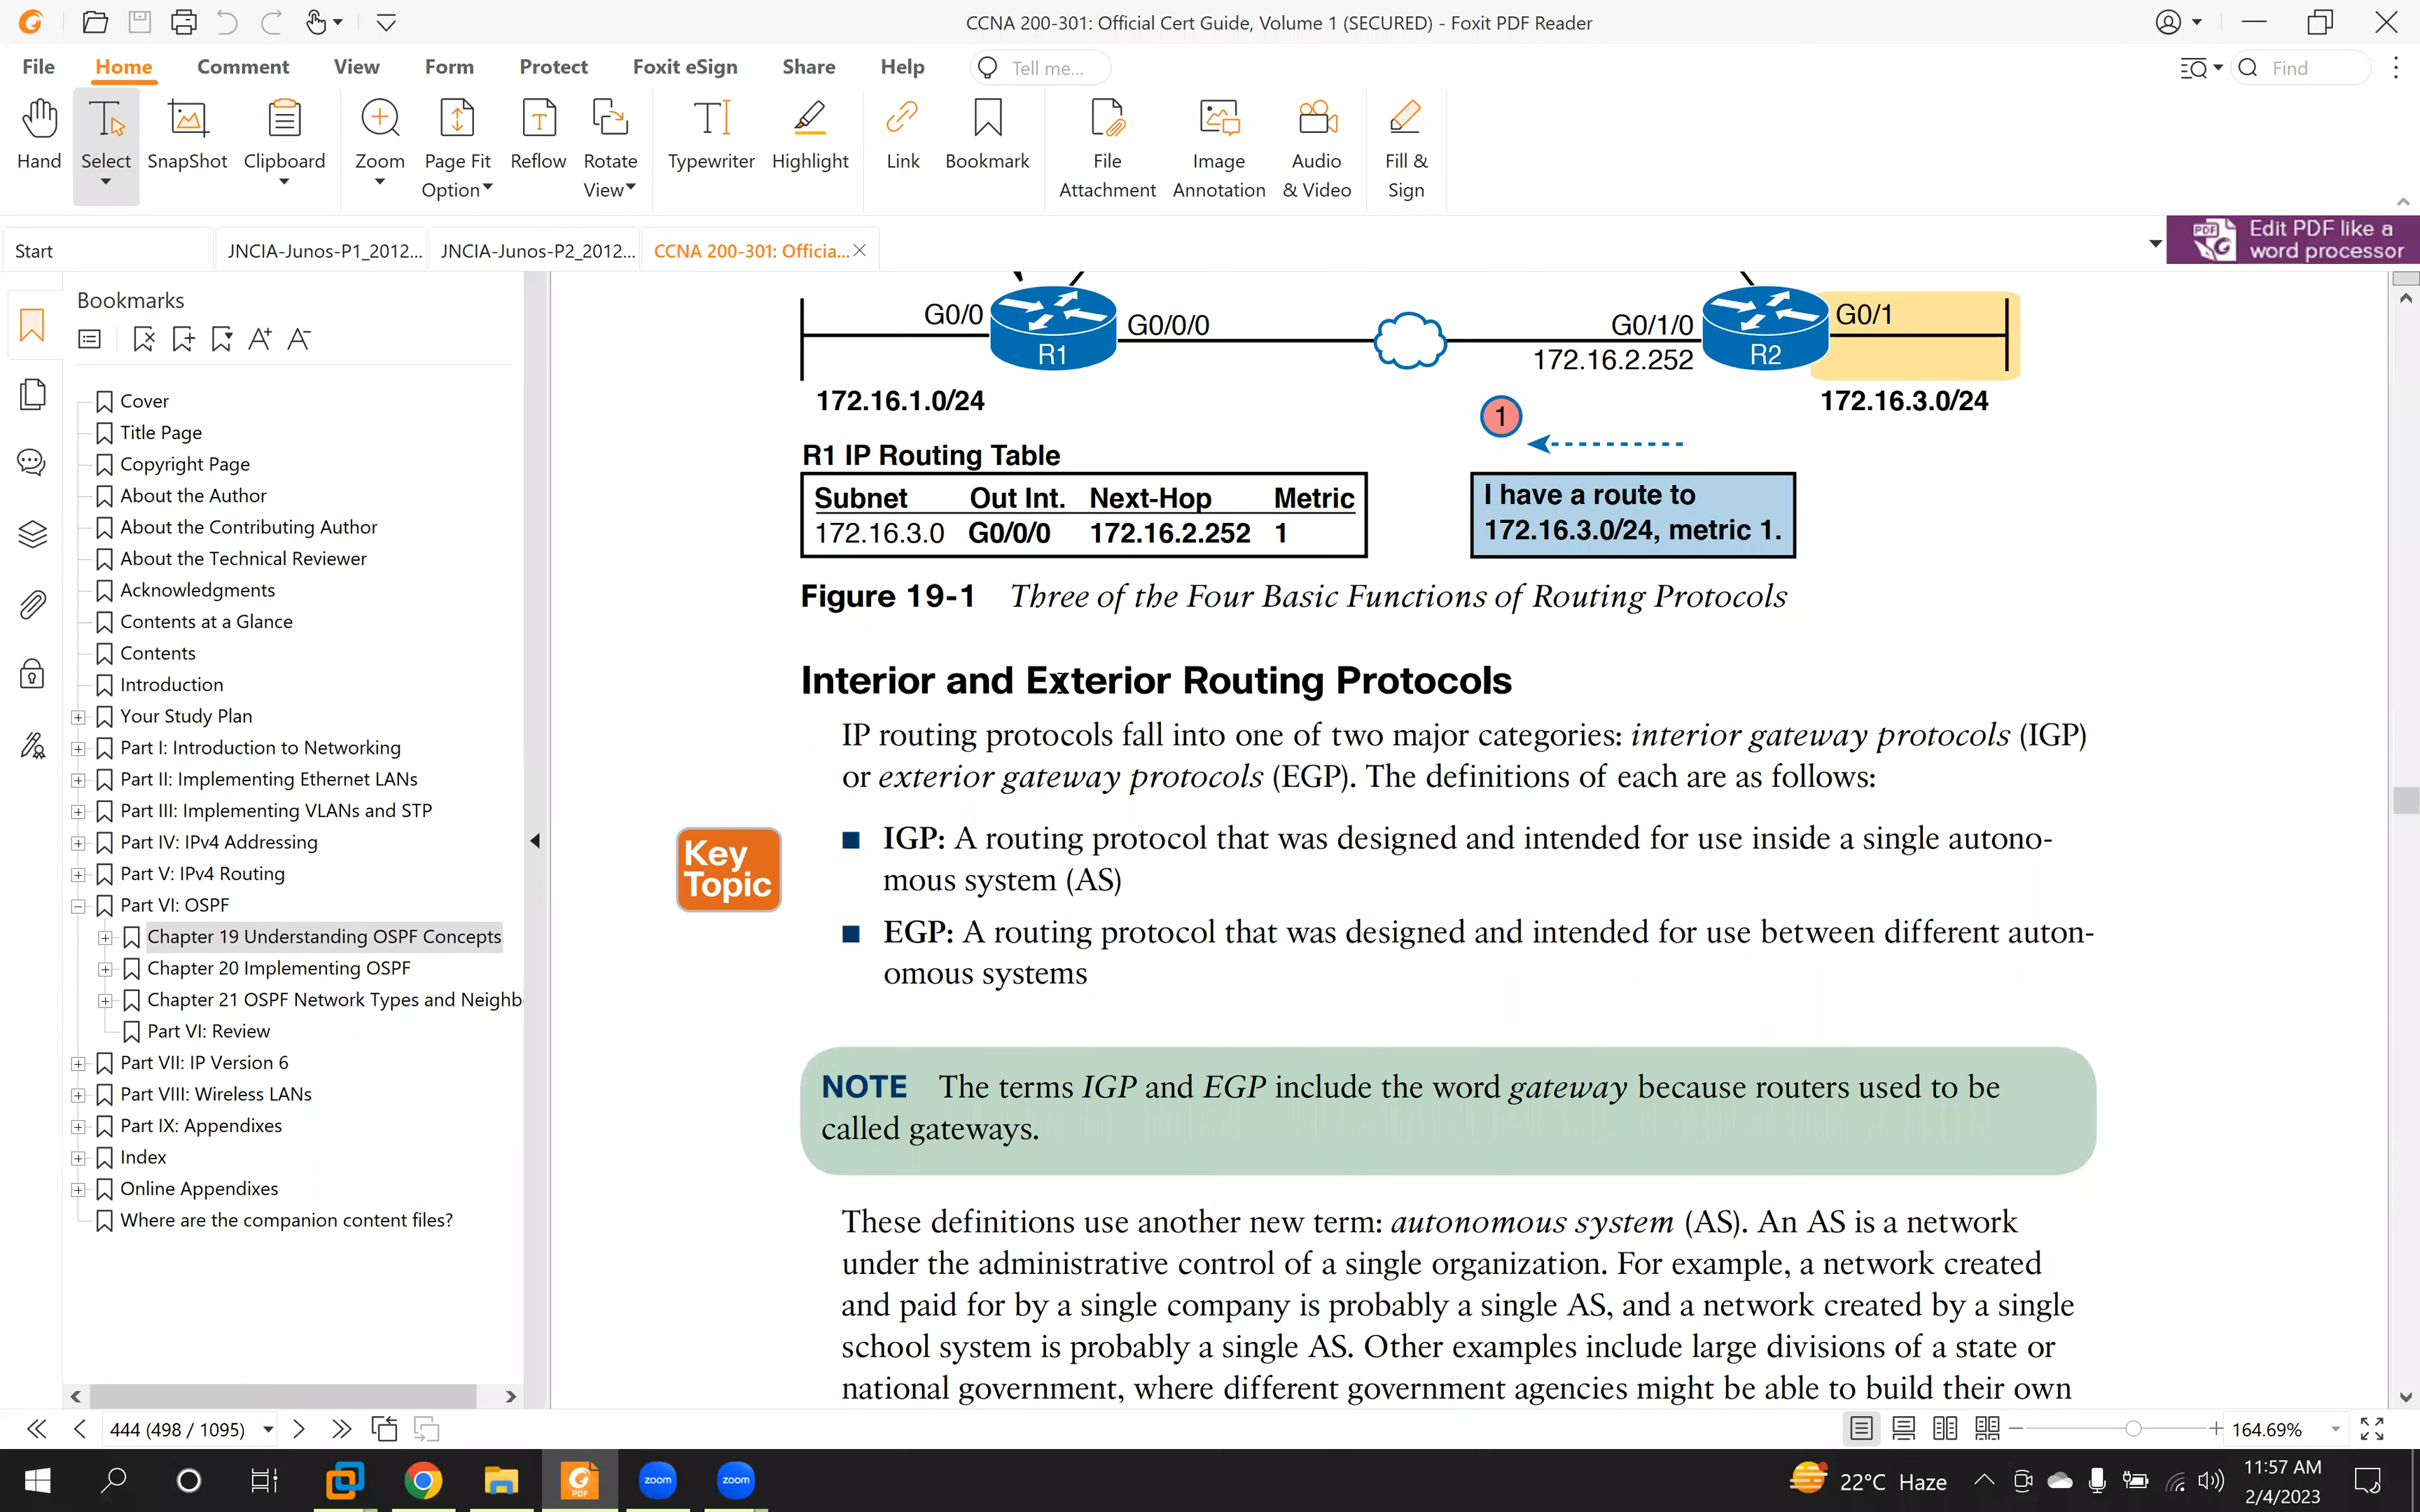 CCNA 200-301: Official Cert Guide, Volume 1 (SECURED) - Foxit PDF Reader
File Home Comment View Form Protect Foxit eSign Share Help Tell me... Find
Hand Select SnapShot Clipboard Zoom Page Fit Option Reflow Rotate View Typewriter Highlight Link Bookmark File Attachment Image Annotation Audio & Video Fill & Sign
Start JNCIA-Junos-P1_2012... JNCIA-Junos-P2_2012... CCNA 200-301: Officia...
PDF Edit PDF like a
word processor
Bookmarks
Cover
Title Page
Copyright Page
About the Author
About the Contributing Author
About the Technical Reviewer
Acknowledgments
Contents at a Glance
Contents
Introduction
Your Study Plan
Part I: Introduction to Networking
Part II: Implementing Ethernet LANs
Part III: Implementing VLANs and STP
Part IV: IPv4 Addressing
Part V: IPv4 Routing
Part VI: OSPF
Chapter 19 Understanding OSPF Concepts
Chapter 20 Implementing OSPF
Chapter 21 OSPF Network Types and Neighb
Part VI: Review
Part VII: IP Version 6
Part VIII: Wireless LANs
Part IX: Appendixes
Index
Online Appendixes
Where are the companion content files?
G0/0 R1 G0/0/0 G0/1/0 R2 G0/1
172.16.2.252
172.16.1.0/24 1 172.16.3.0/24
R1 IP Routing Table
Subnet Out Int. Next-Hop Metric
172.16.3.0 G0/0/0 172.16.2.252 1
I have a route to
172.16.3.0/24, metric 1.
Figure 19-1 Three of the Four Basic Functions of Routing Protocols
Interior and Exterior Routing Protocols
IP routing protocols fall into one of two major categories: interior gateway protocols (IGP)
or exterior gateway protocols (EGP). The definitions of each are as follows:
Key
Topic
■ IGP: A routing protocol that was designed and intended for use inside a single autono-
mous system (AS)
■ EGP: A routing protocol that was designed and intended for use between different auton-
omous systems
NOTE The terms IGP and EGP include the word gateway because routers used to be
called gateways.
These definitions use another new term: autonomous system (AS). An AS is a network
under the administrative control of a single organization. For example, a network created
and paid for by a single company is probably a single AS, and a network created by a single
school system is probably a single AS. Other examples include large divisions of a state or
national government, where different government agencies might be able to build their own
444 (498 / 1095) 164.69%
PDF zoom zoom 22°C Haze 11:57 AM
2/4/2023